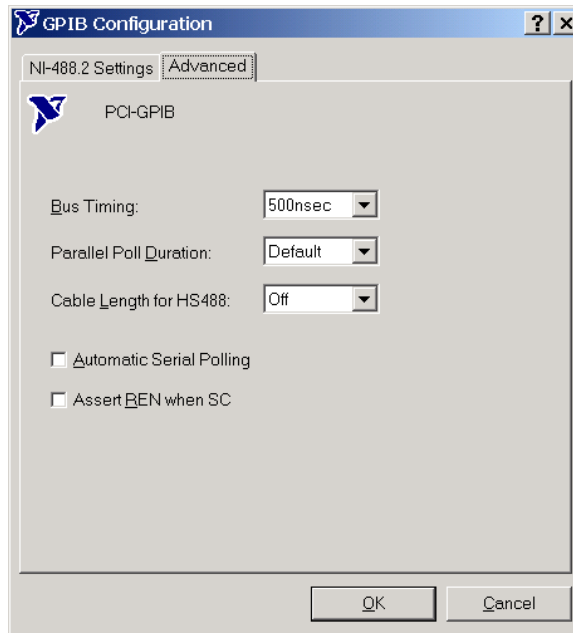 GPIB Configuration
NI-488.2 Settings Advanced
PCI-GPIB
Bus Timing: 500nsec
Parallel Poll Duration: Default
Cable Length for HS488: Off
Automatic Serial Polling
Assert REN when SC
OK Cancel